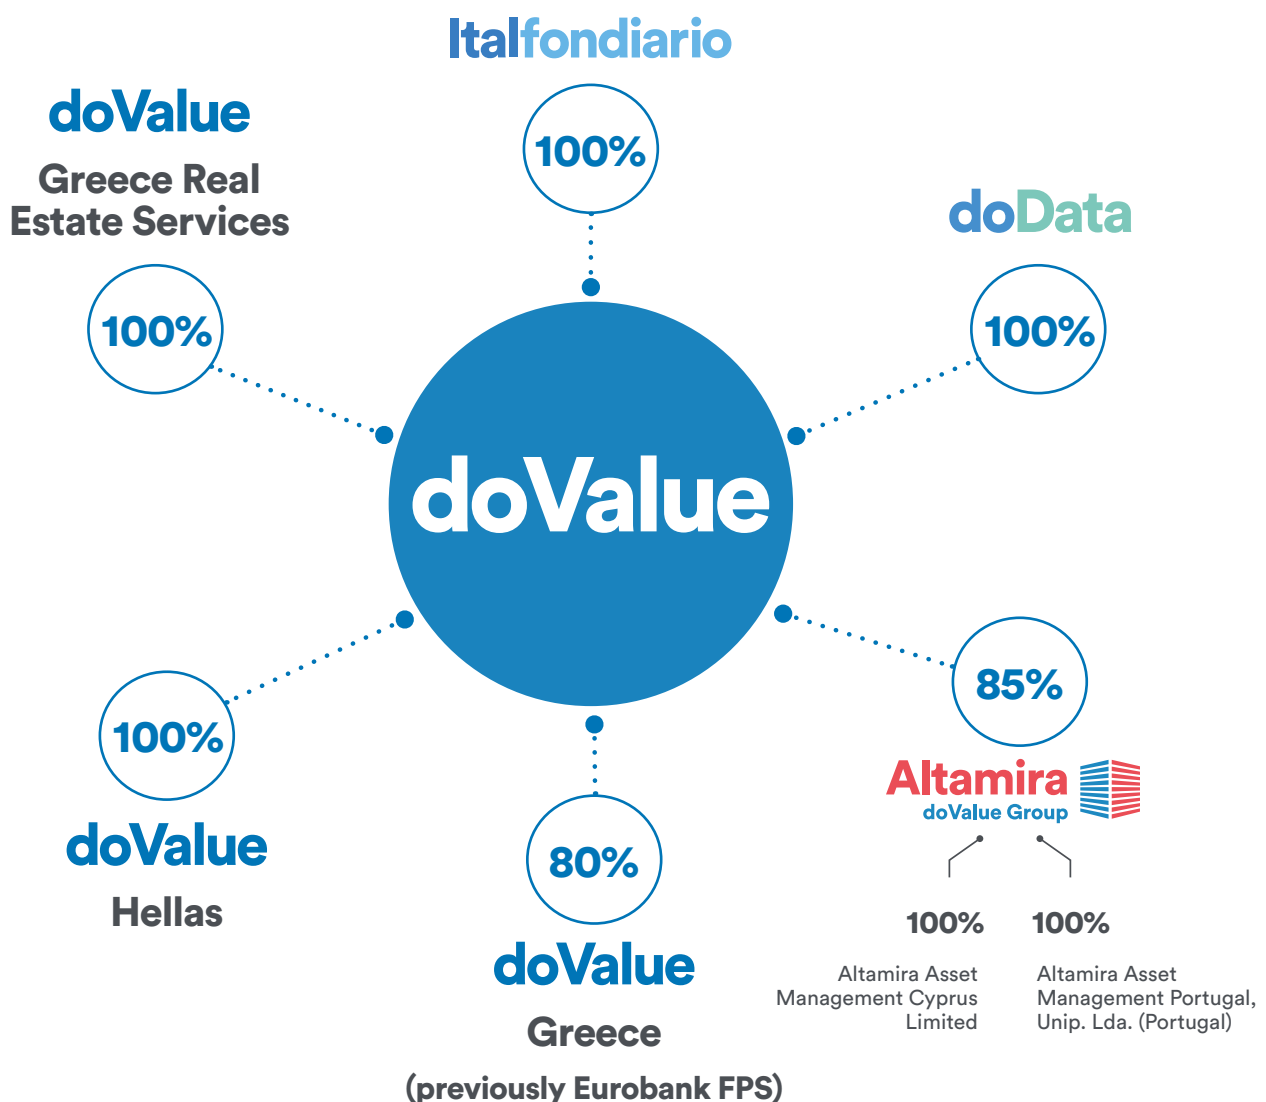 Italfondiario
100%
doValue
Greece Real
Estate Services
100%
doData
100%
doValue
85%
Altamira
doValue Group
100%
Altamira Asset
Management Cyprus
Limited
100%
Altamira Asset
Management Portugal,
Unip. Lda. (Portugal)
100%
doValue
Hellas
80%
doValue
Greece
(previously Eurobank FPS)